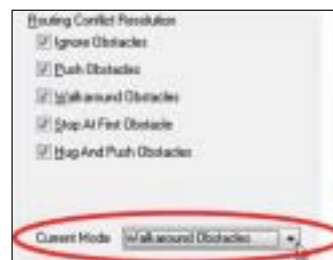 Routing Conflict Resolution
Ignore Obstacles
Push Obstacles
Walkaround Obstacles
Stop At First Obstacle
Hug And Push Obstacles
Current Mode Walkaround Obstacles